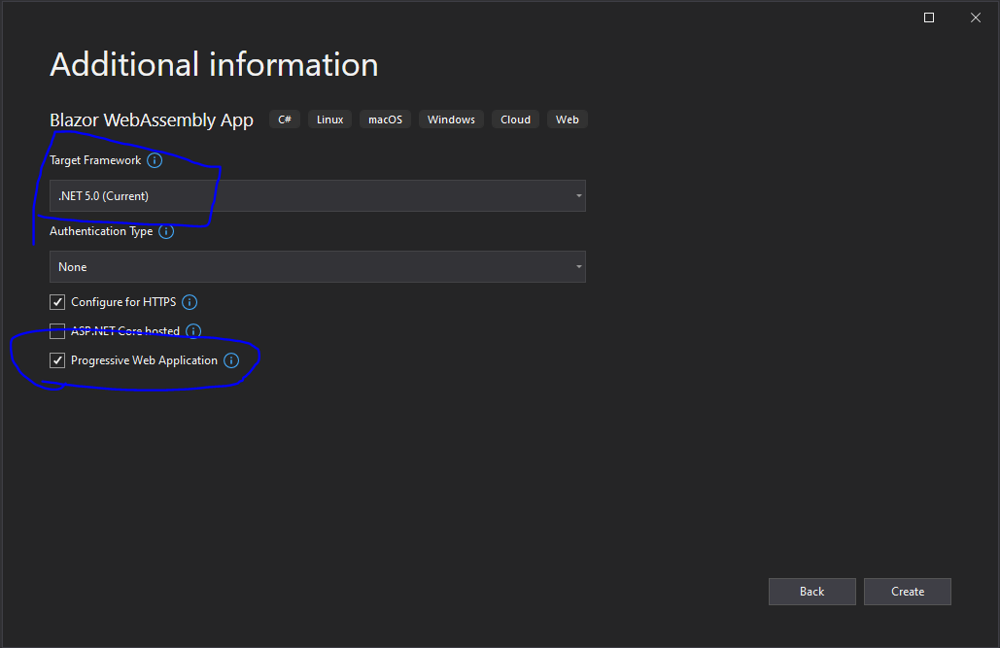 Additional information
Blazor WebAssembly App C# Linux macOS Windows Cloud Web
Target Framework
.NET 5.0 (Current)
Authentication Type
None
Configure for HTTPS
ASP.NET Core hosted
Progressive Web Application
Back Create